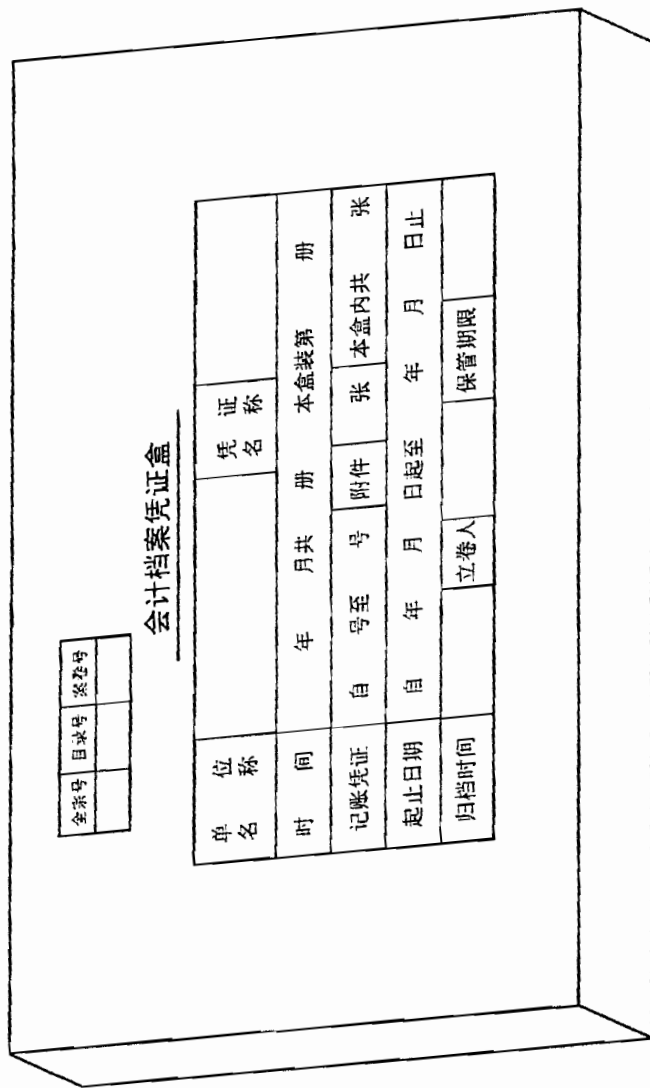 全宗号 目录号 案卷号
会计档案凭证盒
单位名称 凭证名称
时间 年 月共 册 本盒装第 册
记账凭证 自 号至 号 附件 张 本盒内共 张
起止日期 自 年 月 日起至 年 月 日止
归档时间 立卷人 保管期限